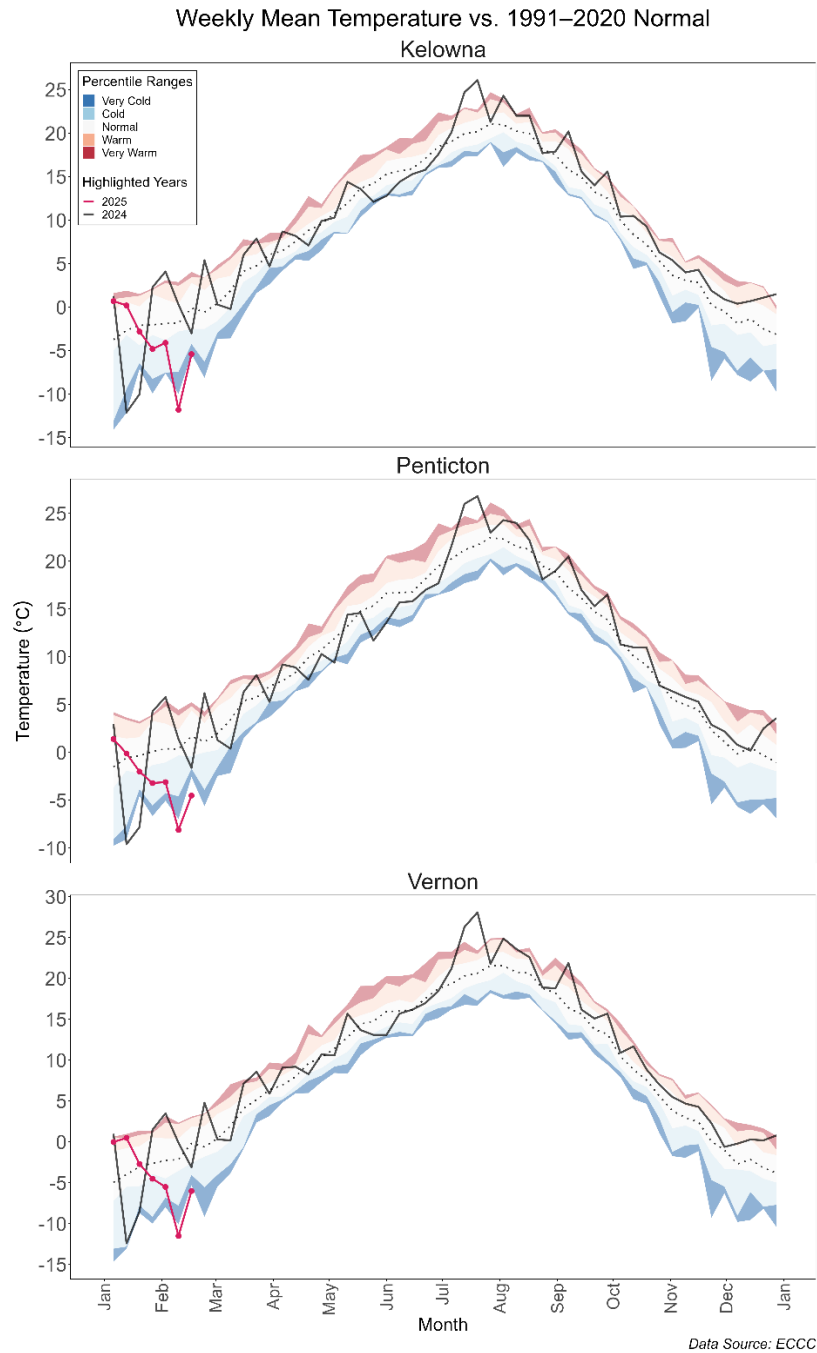 Weekly Mean Temperature vs. 1991–2020 Normal
Kelowna
Percentile Ranges
Very Cold
Cold
Normal
Warm
Very Warm
Highlighted Years
2025
2024
25
20
15
10
5
0
-5
-10
-15
Penticton
25
20
15
10
5
0
-5
-10
Temperature (°C)
Vernon
30
25
20
15
10
5
0
-5
-10
-15
Jan
Feb
Mar
Apr
May
Jun
Jul
Aug
Sep
Oct
Nov
Dec
Jan
Month
Data Source: ECCC